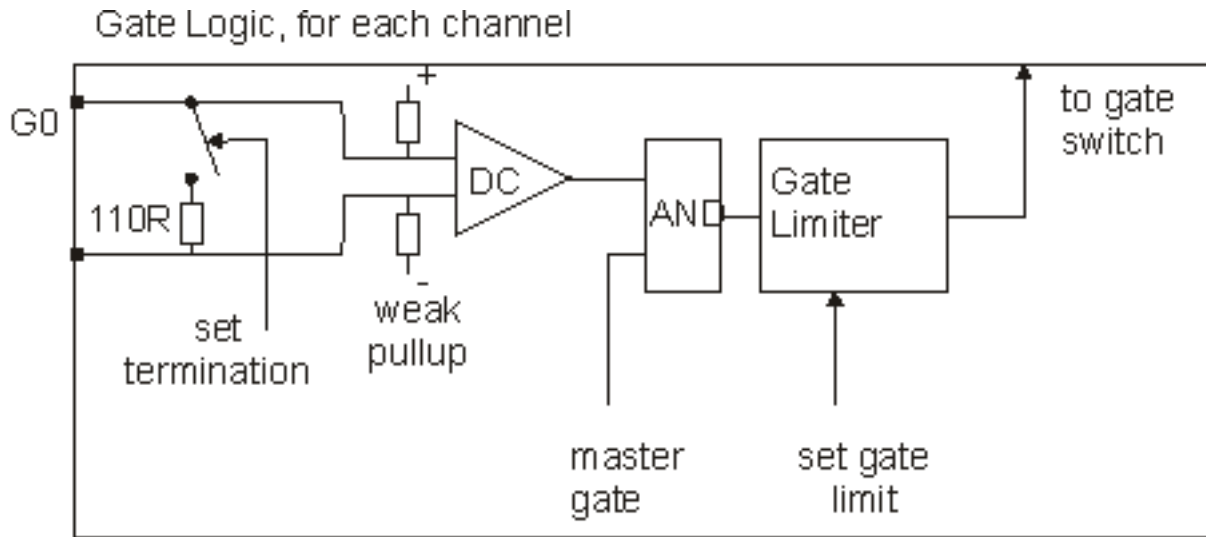 Gate Logic, for each channel
+
G0
to gate
switch
DC
AND
Gate
Limiter
110R
-
weak
pullup
set
termination
master
gate
set gate
limit